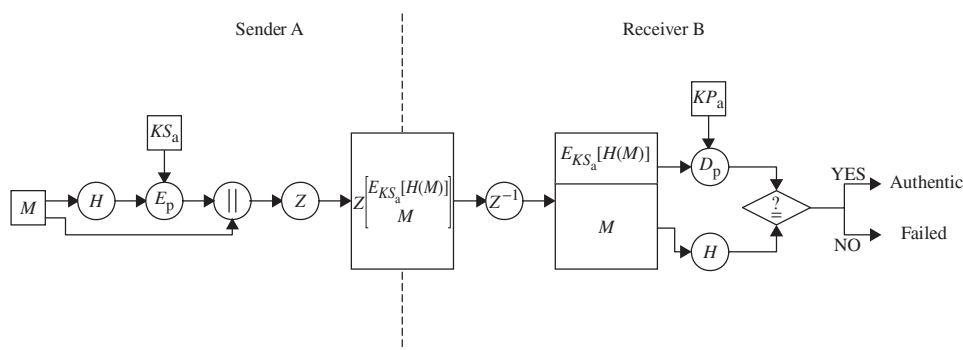 Sender A
Receiver B
KSa
KPa
M
H
Ep
||
Z
Z[EKSa[H(M)]
M]
Z−1
EKSa[H(M)]
M
Dp
H
?
=
YES
Authentic
NO
Failed